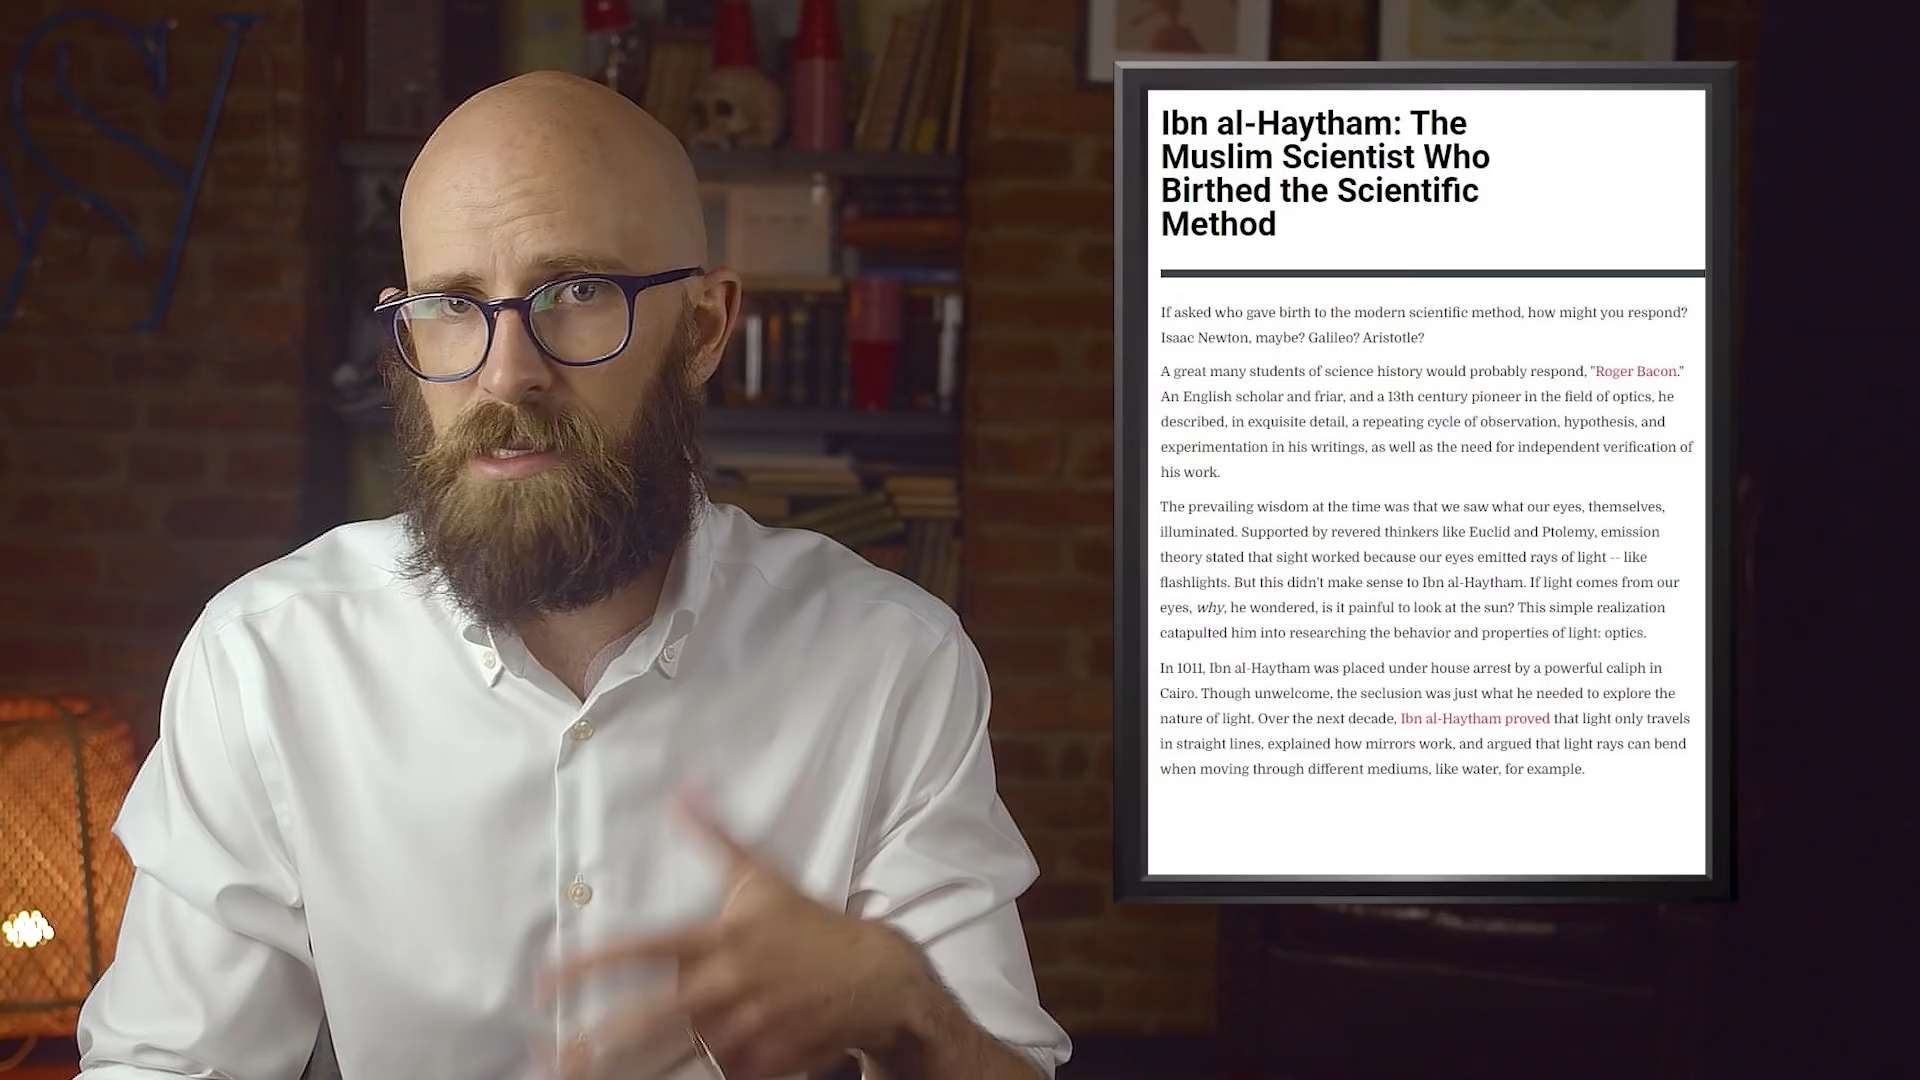 Ibn al-Haytham: The
Muslim Scientist Who
Birthed the Scientific
Method
If asked who gave birth to the modern scientific method, how might you respond?
Isaac Newton, maybe? Galileo? Aristotle?
A great many students of science history would probably respond, "Roger Bacon."
An English scholar and friar, and a 13th century pioneer in the field of optics, he
described, in exquisite detail, a repeating cycle of observation, hypothesis, and
experimentation in his writings, as well as the need for independent verification of
his work.
The prevailing wisdom at the time was that we saw what our eyes, themselves,
illuminated. Supported by revered thinkers like Euclid and Ptolemy, emission
theory stated that sight worked because our eyes emitted rays of light -- like
flashlights. But this didn't make sense to Ibn al-Haytham. If light comes from our
eyes, why, he wondered, is it painful to look at the sun? This simple realization
catapulted him into researching the behavior and properties of light: optics.
In 1011, Ibn al-Haytham was placed under house arrest by a powerful caliph in
Cairo. Though unwelcome, the seclusion was just what he needed to explore the
nature of light. Over the next decade, Ibn al-Haytham proved that light only travels
in straight lines, explained how mirrors work, and argued that light rays can bend
when moving through different mediums, like water, for example.